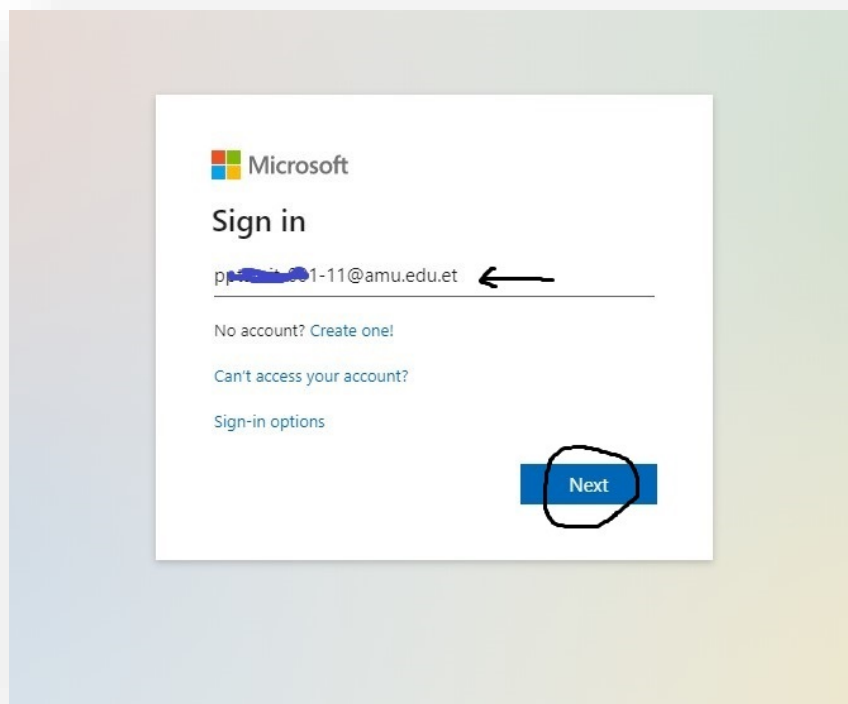 Microsoft
Sign in
1-11@amu.edu.et
No account? Create one!
Can't access your account?
Sign-in options
Next